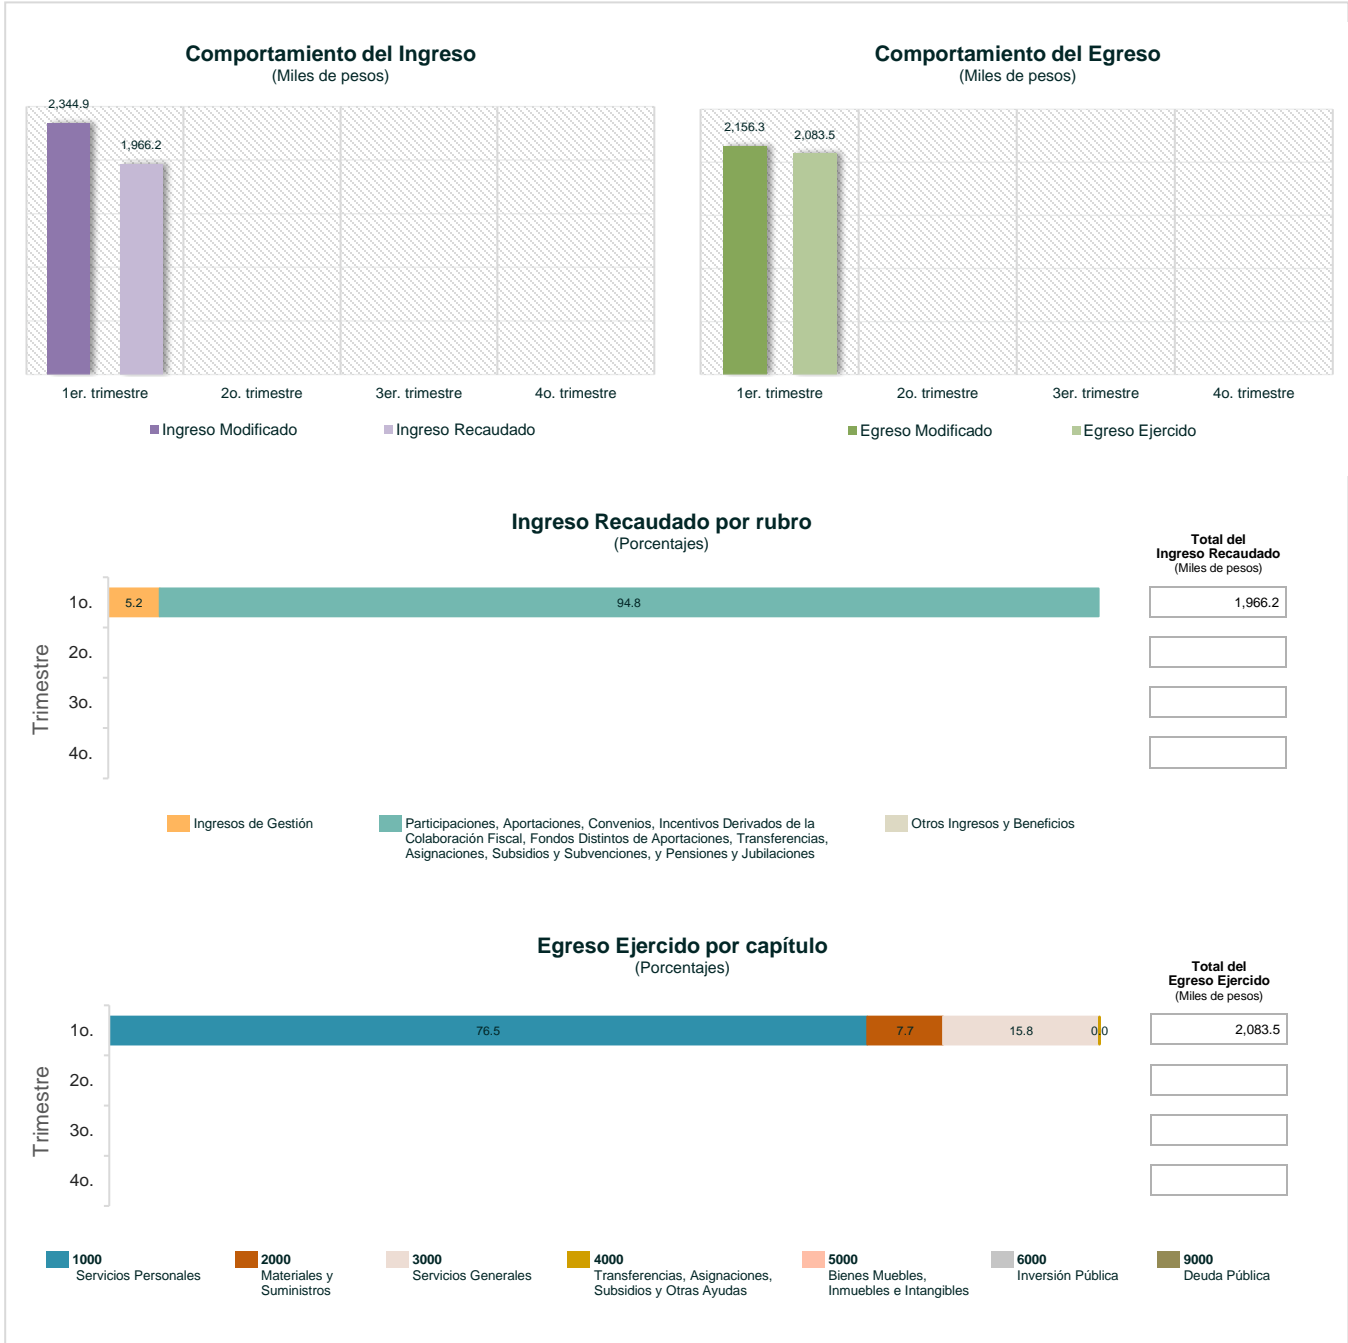 Comportamiento del Ingreso
(Miles de pesos)
2,344.9
1,966.2
1er. trimestre
2o. trimestre
3er. trimestre
4o. trimestre
Ingreso Modificado
Ingreso Recaudado
Comportamiento del Egreso
(Miles de pesos)
2,156.3
2,083.5
1er. trimestre
2o. trimestre
3er. trimestre
4o. trimestre
Egreso Modificado
Egreso Ejercido
Ingreso Recaudado por rubro
(Porcentajes)
Total del
Ingreso Recaudado
(Miles de pesos)
Trimestre
1o.
5.2
94.8
1,966.2
2o.
3o.
4o.
Ingresos de Gestión
Participaciones, Aportaciones, Convenios, Incentivos Derivados de la
Colaboración Fiscal, Fondos Distintos de Aportaciones, Transferencias,
Asignaciones, Subsidios y Subvenciones, y Pensiones y Jubilaciones
Otros Ingresos y Beneficios
Egreso Ejercido por capítulo
(Porcentajes)
Total del
Egreso Ejercido
(Miles de pesos)
Trimestre
1o.
76.5
7.7
15.8
0.0
2,083.5
2o.
3o.
4o.
1000
Servicios Personales
2000
Materiales y
Suministros
3000
Servicios Generales
4000
Transferencias, Asignaciones,
Subsidios y Otras Ayudas
5000
Bienes Muebles,
Inmuebles e Intangibles
6000
Inversión Pública
9000
Deuda Pública